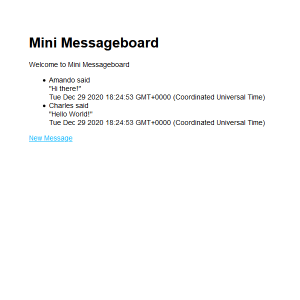 Mini Messageboard
Welcome to Mini Messageboard
Amando said
"Hi there!"
Tue Dec 29 2020 18:24:53 GMT+0000 (Coordinated Universal Time)
Charles said
"Hello World!"
Tue Dec 29 2020 18:24:53 GMT+0000 (Coordinated Universal Time)
New Message